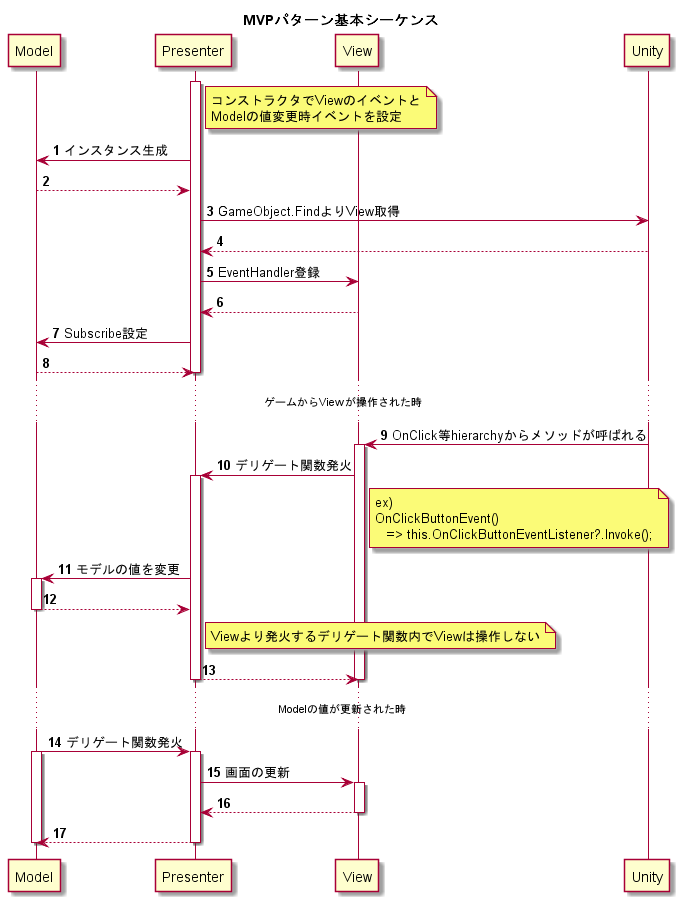 MVPパターン基本シーケンス
Model Presenter View Unity
コンストラクタでViewのイベントと
Modelの値変更時イベントを設定
1 インスタンス生成
2
3 GameObject.FindよりView取得
4
5 EventHandler登録
6
7 Subscribe設定
8
ゲームからViewが操作された時
9 OnClick等hierarchyからメソッドが呼ばれる
10 デリゲート関数発火
ex)
OnClickButtonEvent()
=> this.OnClickButtonEventListener?.Invoke();
11 モデルの値を変更
12
Viewより発火するデリゲート関数内でViewは操作しない
13
Modelの値が更新された時
14 デリゲート関数発火
15 画面の更新
16
17
Model Presenter View Unity